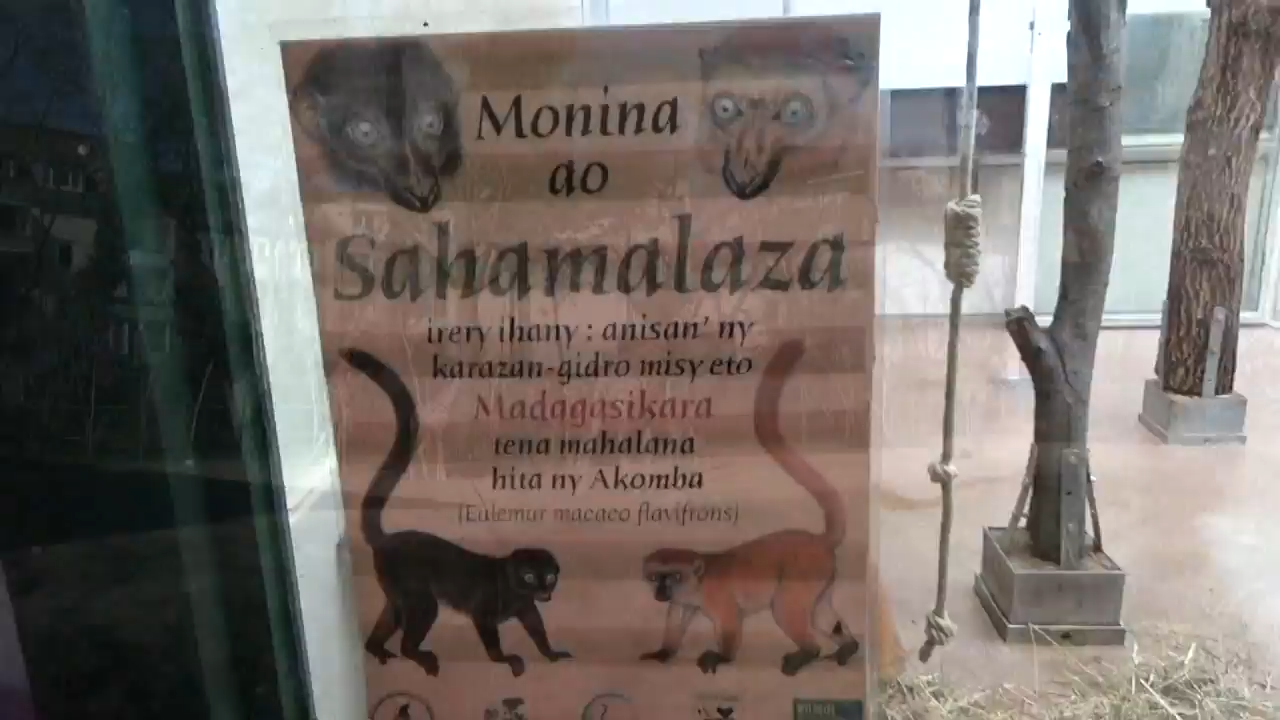 Monina
ao
Sahamalaza
irery ihany : anisan' ny
karazan-gidro misy eto
Madagasikara
tena mahalana
hita ny Akomba
(Eulemur macaco flavifrons)